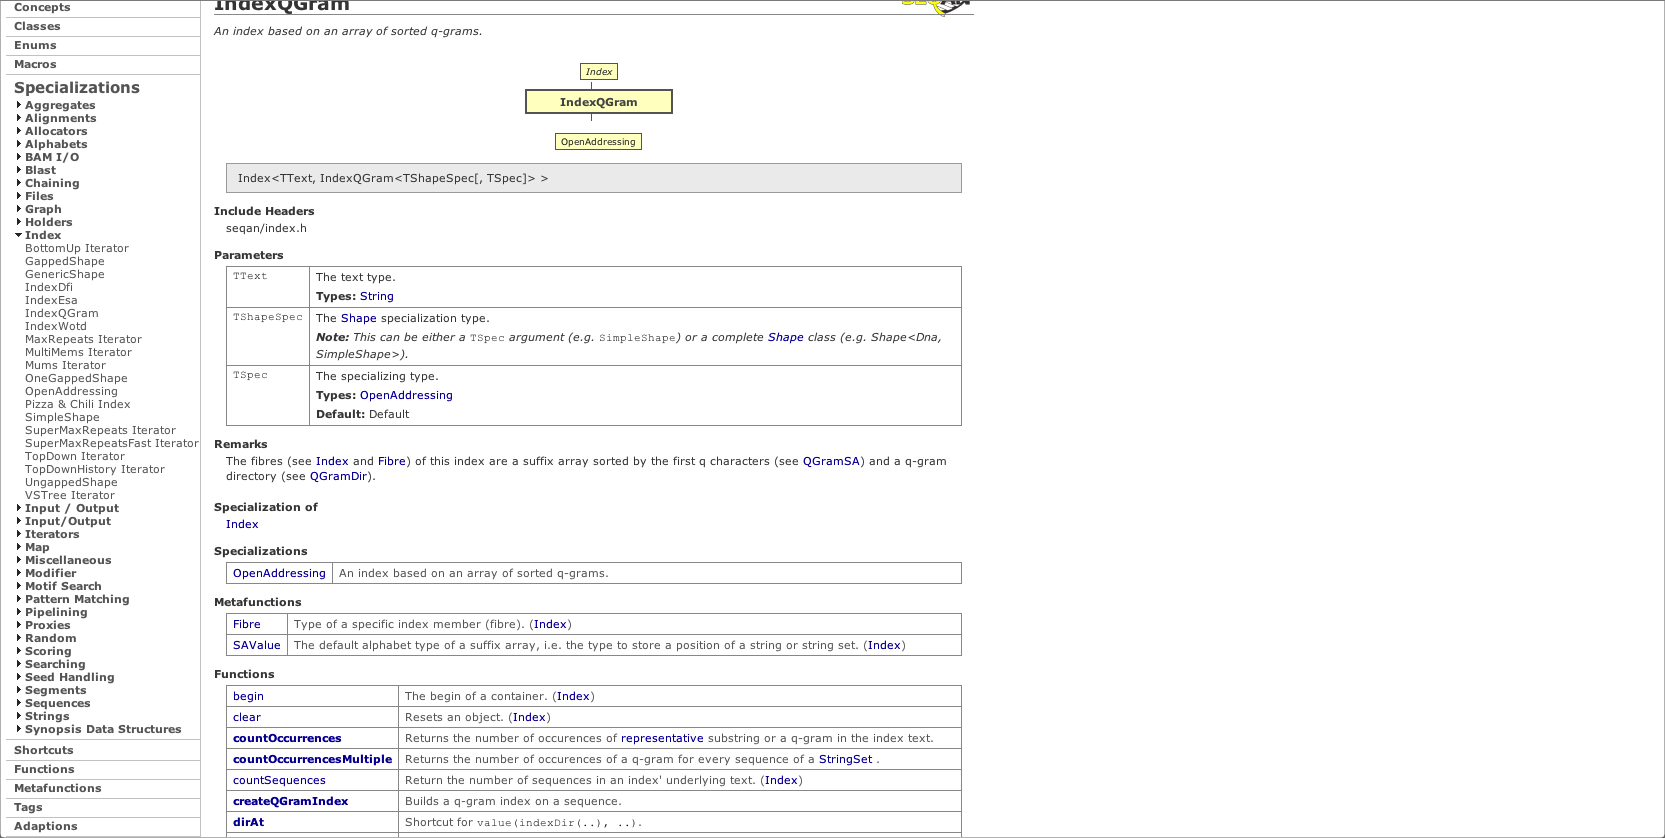 Concepts
Classes
Enums
Macros
Specializations
Aggregates
Alignments
Allocators
Alphabets
BAM I/O
Blast
Chaining
Files
Graph
Holders
Index
BottomUp Iterator
GappedShape
GenericShape
IndexDfi
IndexEsa
IndexQGram
IndexWotd
MaxRepeats Iterator
MultiMems Iterator
Mums Iterator
OneGappedShape
OpenAddressing
Pizza & Chili Index
SimpleShape
SuperMaxRepeats Iterator
SuperMaxRepeatsFast Iterator
TopDown Iterator
TopDownHistory Iterator
UngappedShape
VSTree Iterator
Input / Output
Input/Output
Iterators
Map
Miscellaneous
Modifier
Motif Search
Pattern Matching
Pipelining
Proxies
Random
Scoring
Searching
Seed Handling
Segments
Sequences
Strings
Synopsis Data Structures
Shortcuts
Functions
Metafunctions
Tags
Adaptions
IndexQGram
An index based on an array of sorted q-grams.
Index
IndexQGram
OpenAddressing
Index<TText, IndexQGram<TShapeSpec[, TSpec]> >
Include Headers
seqan/index.h
Parameters
TText The text type.
Types: String
TShapeSpec The Shape specialization type.
Note: This can be either a TSpec argument (e.g. SimpleShape) or a complete Shape class (e.g. Shape<Dna,
SimpleShape>).
TSpec The specializing type.
Types: OpenAddressing
Default: Default
Remarks
The fibres (see Index and Fibre) of this index are a suffix array sorted by the first q characters (see QGramSA) and a q-gram
directory (see QGramDir).
Specialization of
Index
Specializations
OpenAddressing An index based on an array of sorted q-grams.
Metafunctions
Fibre Type of a specific index member (fibre). (Index)
SAValue The default alphabet type of a suffix array, i.e. the type to store a position of a string or string set. (Index)
Functions
begin The begin of a container. (Index)
clear Resets an object. (Index)
countOccurrences Returns the number of occurences of representative substring or a q-gram in the index text.
countOccurrencesMultiple Returns the number of occurences of a q-gram for every sequence of a StringSet .
countSequences Return the number of sequences in an index' underlying text. (Index)
createQGramIndex Builds a q-gram index on a sequence.
dirAt Shortcut for value(indexDir(..), ..).